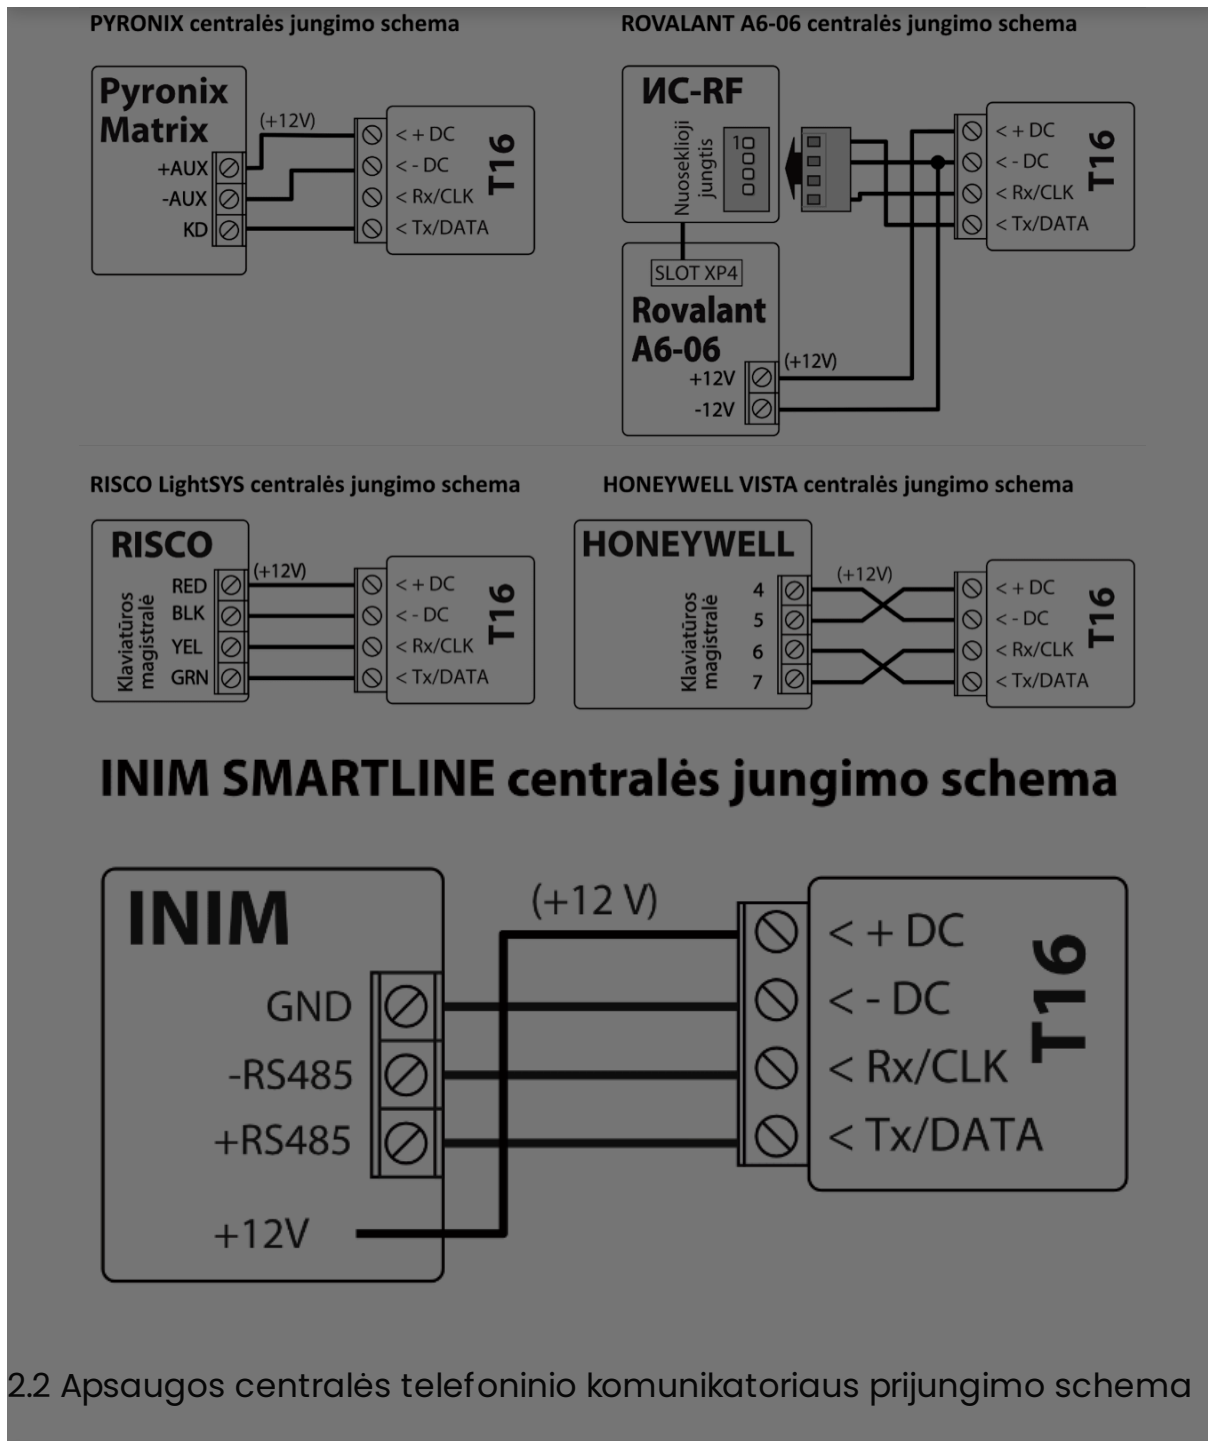 PYRONIX centralės jungimo schema
Pyronix
Matrix
(+12V)
+AUX
-AUX
KD
< + DC
< - DC
< Rx/CLK
< Tx/DATA
T16
ROVALANT A6-06 centralės jungimo schema
ИС-RF
Nuoseklioji
jungtis
1
SLOT XP4
Rovalant
A6-06
+12V
-12V
(+12V)
< + DC
< - DC
< Rx/CLK
< Tx/DATA
T16
RISCO LightSYS centralės jungimo schema
RISCO
Klaviatūros
magistralė
RED
BLK
YEL
GRN
(+12V)
< + DC
< - DC
< Rx/CLK
< Tx/DATA
T16
HONEYWELL VISTA centralės jungimo schema
HONEYWELL
Klaviatūros
magistralė
4
5
6
7
(+12V)
< + DC
< - DC
< Rx/CLK
< Tx/DATA
T16
INIM SMARTLINE centralės jungimo schema
INIM
GND
-RS485
+RS485
+12V
(+12 V)
< + DC
< - DC
< Rx/CLK
< Tx/DATA
T16
2.2 Apsaugos centralės telefoninio komunikatoriaus prijungimo schema